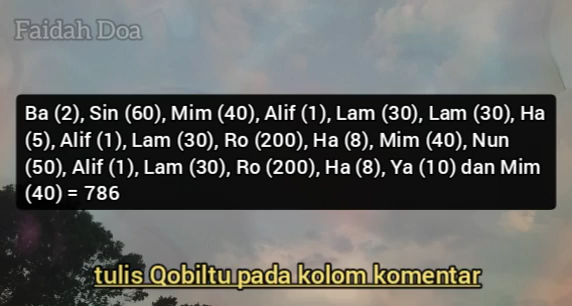 Faidah Doa
Ba (2), Sin (60), Mim (40), Alif (1), Lam (30), Lam (30), Ha
(5), Alif (1), Lam (30), Ro (200), Ha (8), Mim (40), Nun
(50), Alif (1), Lam (30), Ro (200), Ha (8), Ya (10) dan Mim
(40) = 786
tulis Qobiltu pada kolom komentar